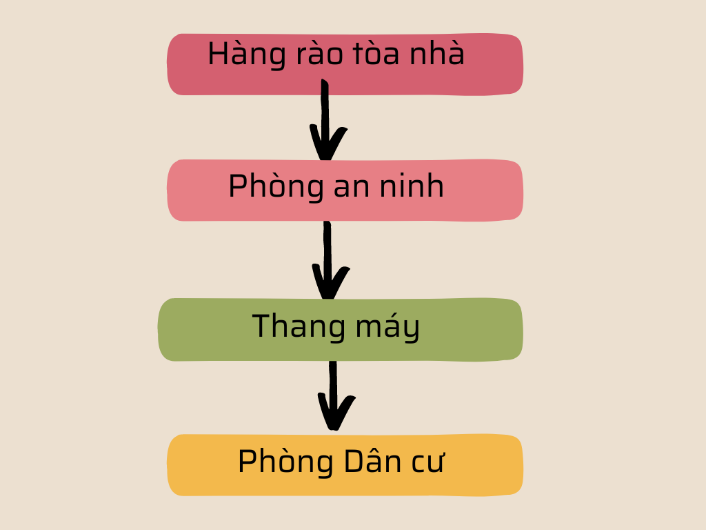 Hàng rào tòa nhà
Phòng an ninh
Thang máy
Phòng Dân cư